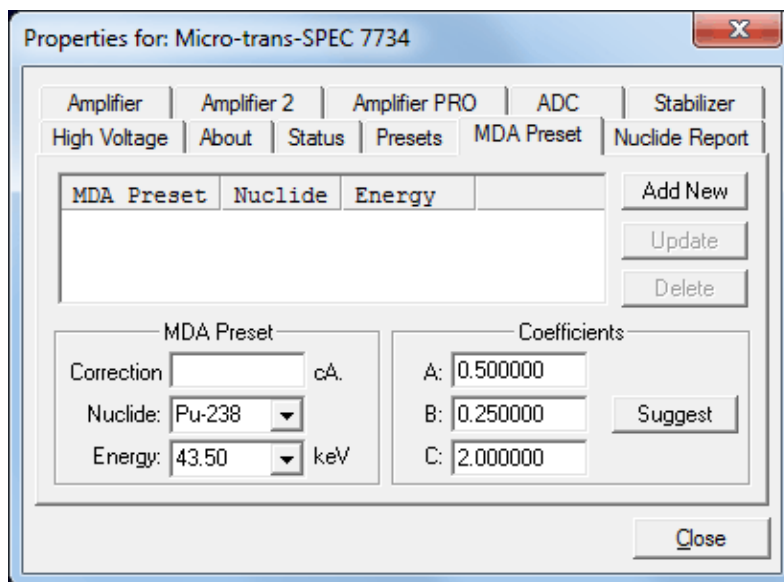 Properties for: Micro-trans-SPEC 7734
Amplifier Amplifier 2 Amplifier PRO ADC Stabilizer
High Voltage About Status Presets MDA Preset Nuclide Report
MDA Preset Nuclide Energy
Add New
Update
Delete
MDA Preset
Correction cA.
Nuclide: Pu-238
Energy: 43.50 keV
Coefficients
A: 0.500000
B: 0.250000
C: 2.000000
Suggest
Close